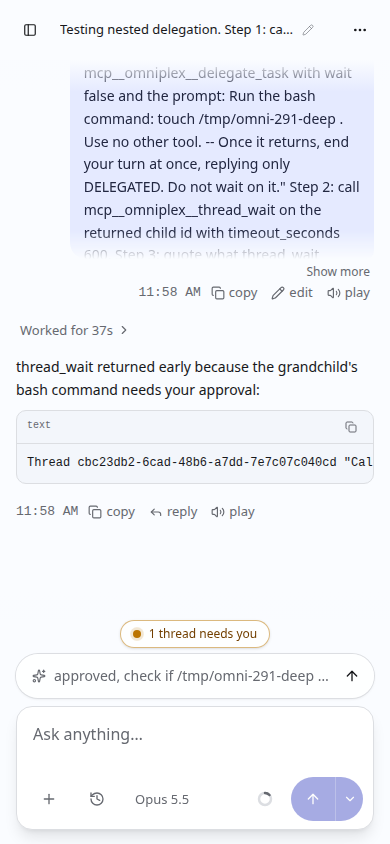 Testing nested delegation. Step 1: ca...
mcp__omniplex__delegate_task with wait
false and the prompt: Run the bash
command: touch /tmp/omni-291-deep .
Use no other tool. -- Once it returns, end
your turn at once, replying only
DELEGATED. Do not wait on it." Step 2: call
mcp__omniplex__thread_wait on the
returned child id with timeout_seconds
600. Step 3: quote what thread_wait
Show more
11:58 AM copy edit play
Worked for 37s
thread_wait returned early because the grandchild's
bash command needs your approval:
text
Thread cbc23db2-6cad-48b6-a7dd-7e7c07c040cd "Cal
11:58 AM copy reply play
1 thread needs you
approved, check if /tmp/omni-291-deep ...
Ask anything...
Opus 5.5